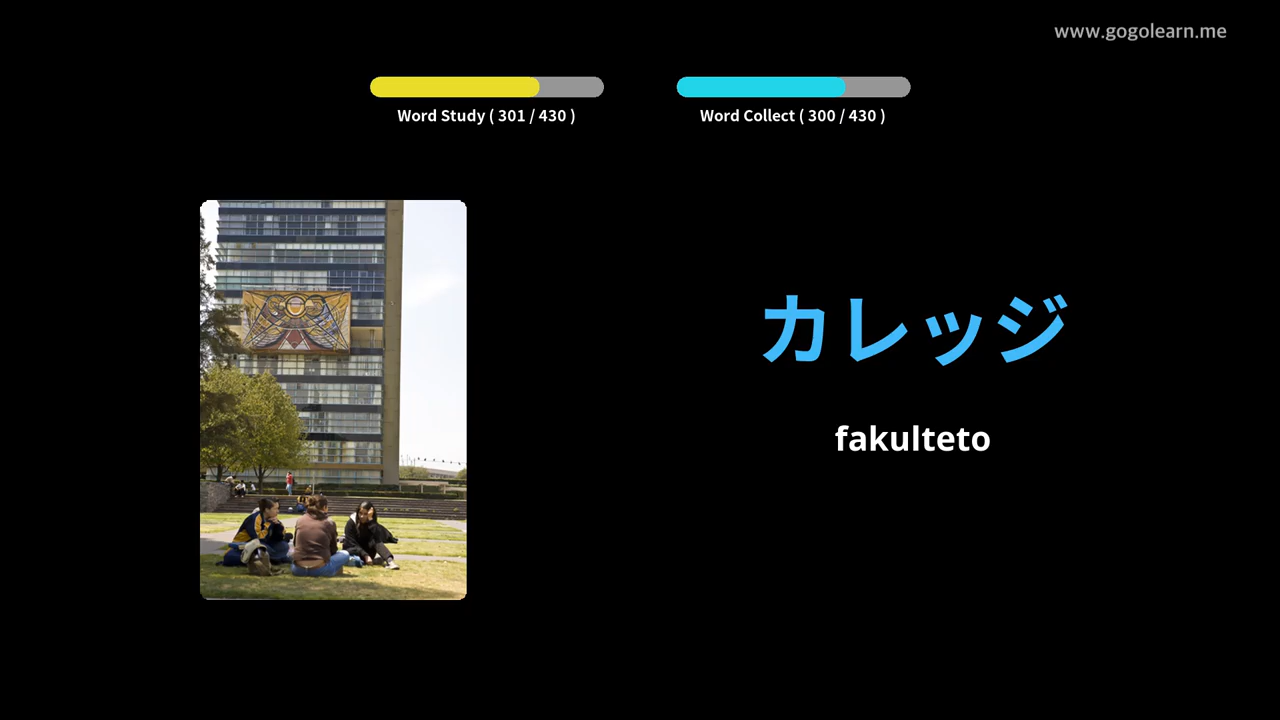 www.gogolearn.me
Word Study ( 301 / 430 )
Word Collect ( 300 / 430 )
カレッジ
fakulteto